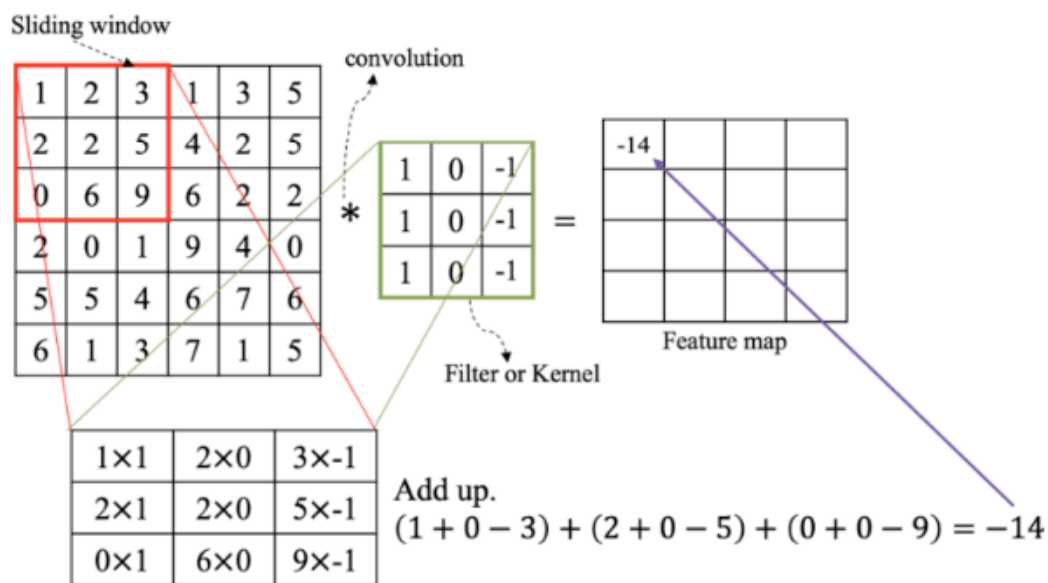 Sliding window
convolution
1 2 3 1 3 5
2 2 5 4 2 5
0 6 9 6 2 2
2 0 1 9 4 0
5 5 4 6 7 6
6 1 3 7 1 5
*
1 0 -1
1 0 -1
1 0 -1
=
-14
Feature map
Filter or Kernel
1×1 2×0 3×-1
2×1 2×0 5×-1
0×1 6×0 9×-1
Add up.
(1 + 0 − 3) + (2 + 0 − 5) + (0 + 0 − 9) = −14